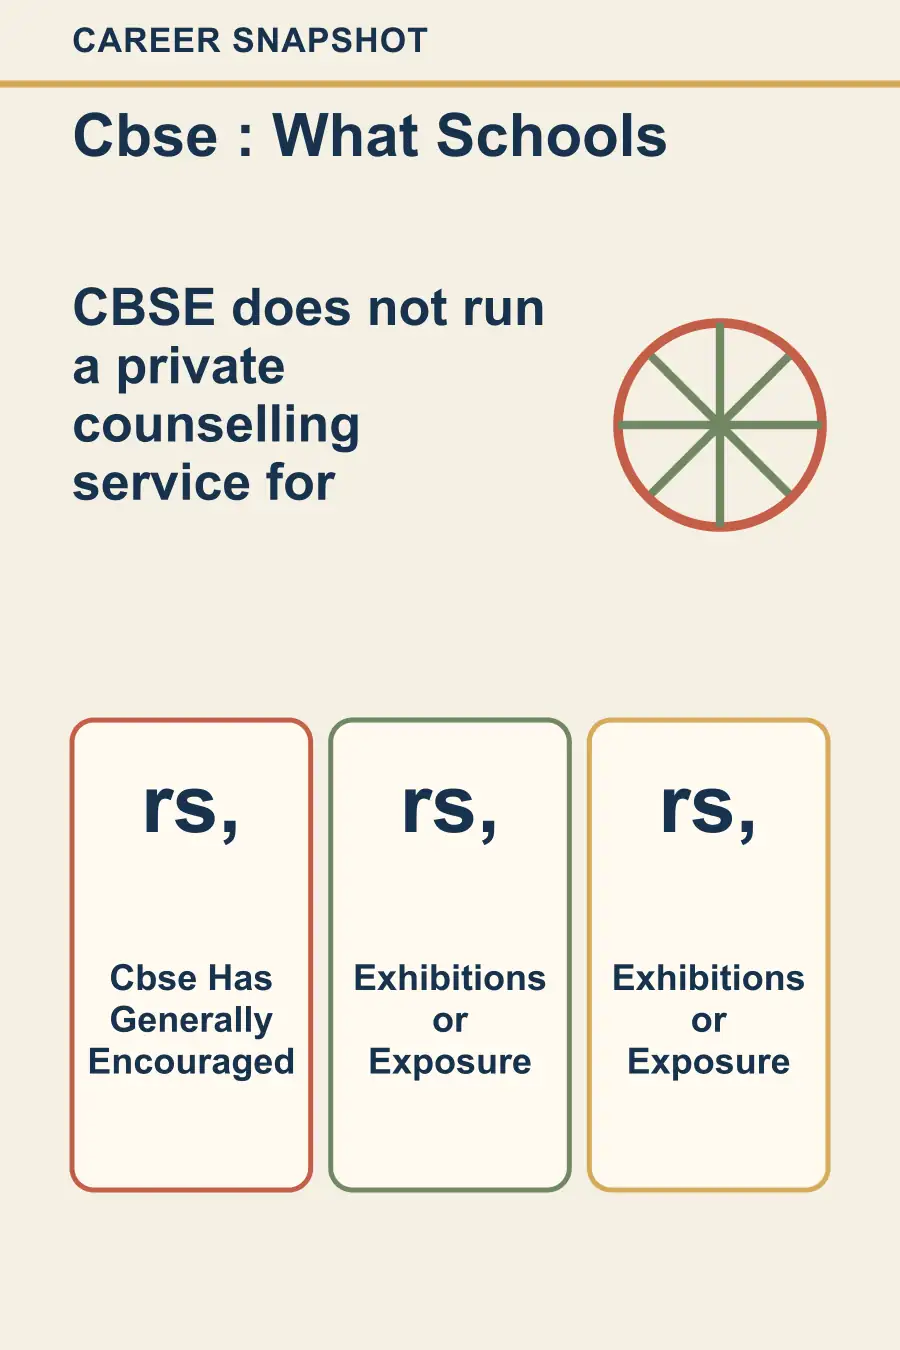 CAREER SNAPSHOT
Cbse : What Schools
CBSE does not run
a private
counselling
service for
rs,
Cbse Has
Generally
Encouraged
rs,
Exhibitions
or
Exposure
rs,
Exhibitions
or
Exposure